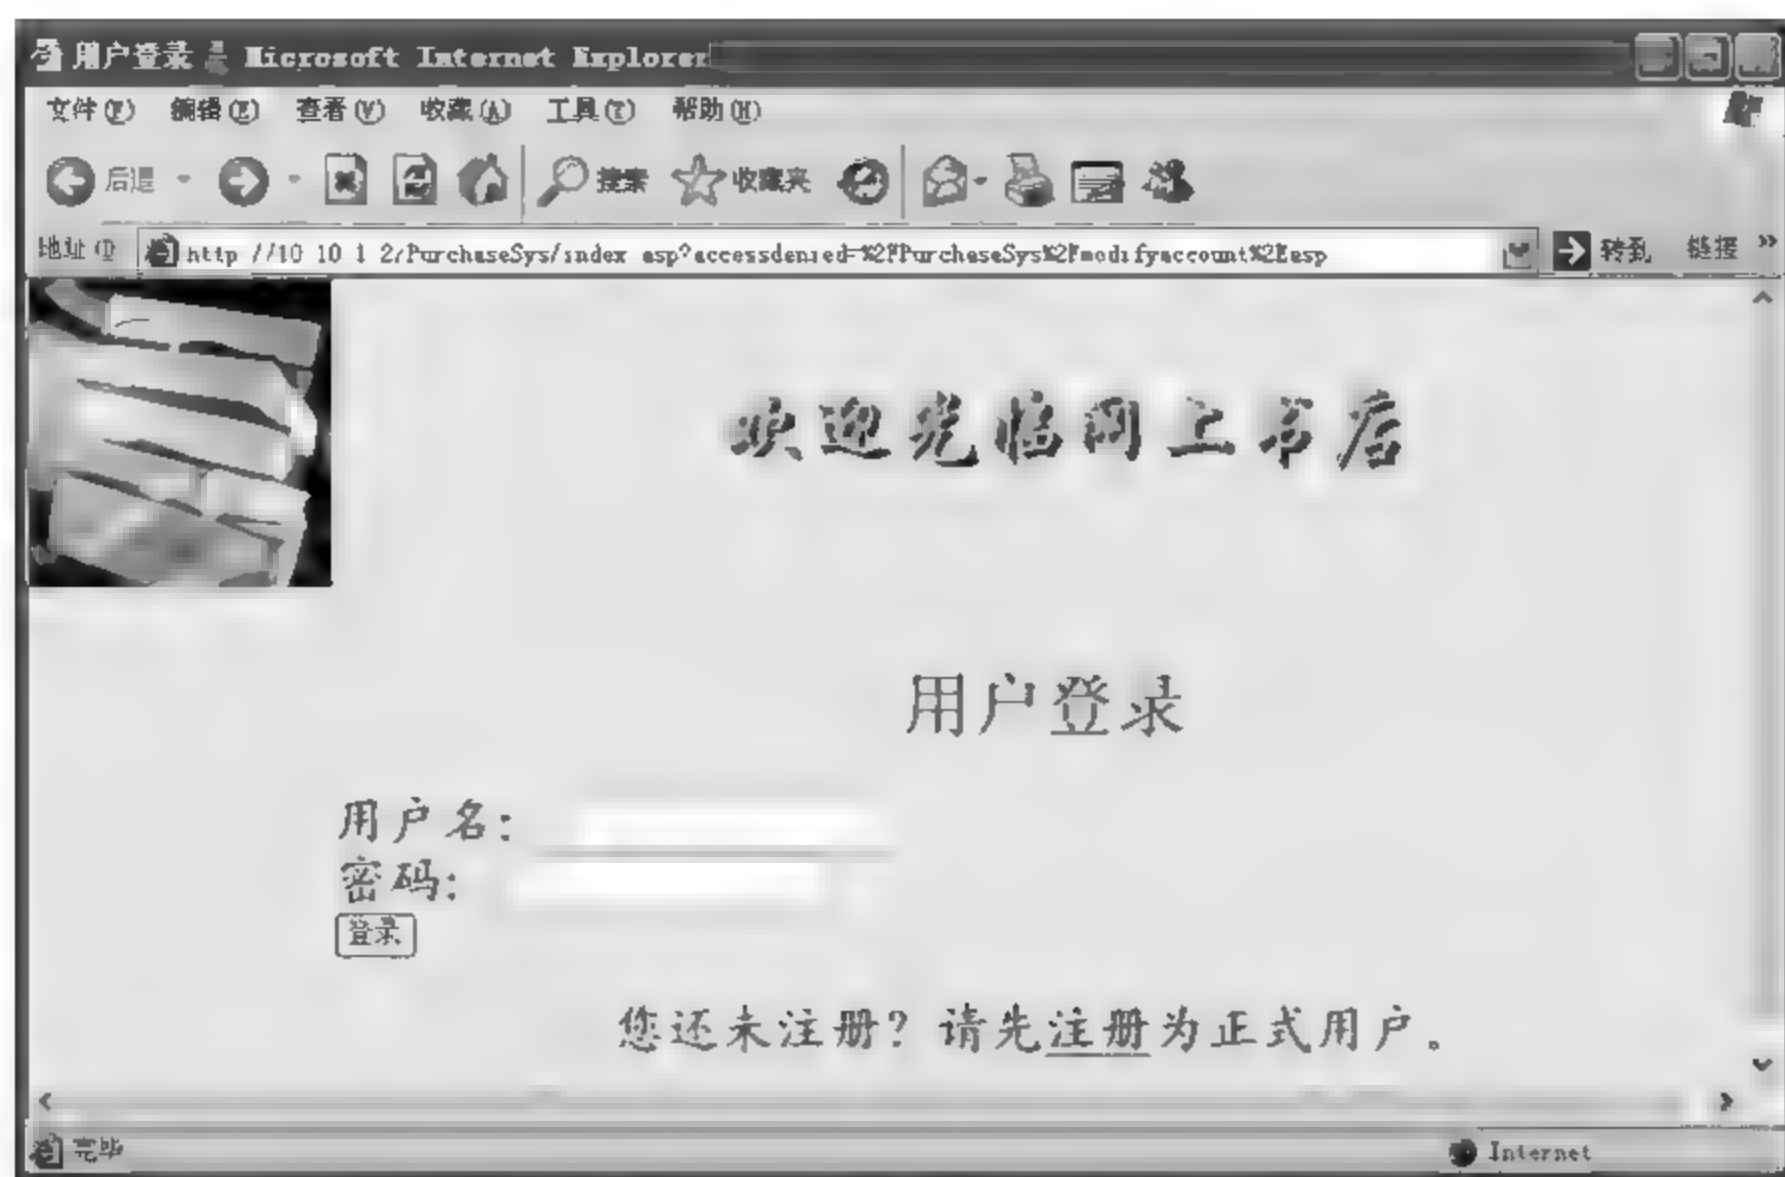 用户登录 Microsoft Internet Explorer
文件(F) 编辑(E) 查看(V) 收藏(A) 工具(T) 帮助(H)
后退 搜索 收藏夹
地址(D) http //10 10 1 2/PurchaseSys/index asp?accessdenied=%2FPurchaseSys%2Fmodifyaccount%2Easp 转到 链接 »
欢迎光临网上书店
用户登录
用户名:
密码:
登录
您还未注册? 请先注册为正式用户。
完毕 Internet